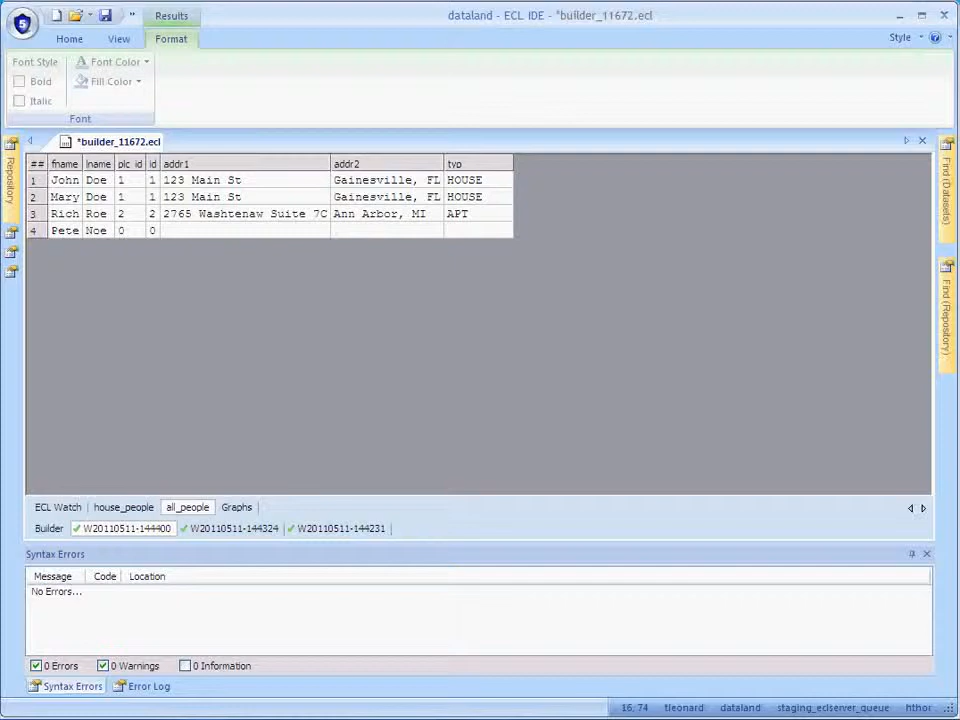 Results
dataland - ECL IDE - *builder_11672.ecl
Home View Format
Style
Font Style Font Color
Bold Fill Color
Italic
Font
*builder_11672.ecl
Repository
Find (Datasets)
Find (Repository)
## fname lname plc_id id addr1 addr2 typ
1 John Doe 1 1 123 Main St Gainesville, FL HOUSE
2 Mary Doe 1 1 123 Main St Gainesville, FL HOUSE
3 Rich Roe 2 2 2765 Washtenaw Suite 7C Ann Arbor, MI APT
4 Pete Noe 0 0
ECL Watch house_people all_people Graphs
Builder W20110511-144400 W20110511-144324 W20110511-144231
Syntax Errors
Message Code Location
No Errors...
0 Errors 0 Warnings 0 Information
Syntax Errors Error Log
16, 74 tleonard dataland staging_eclserver_queue hthor